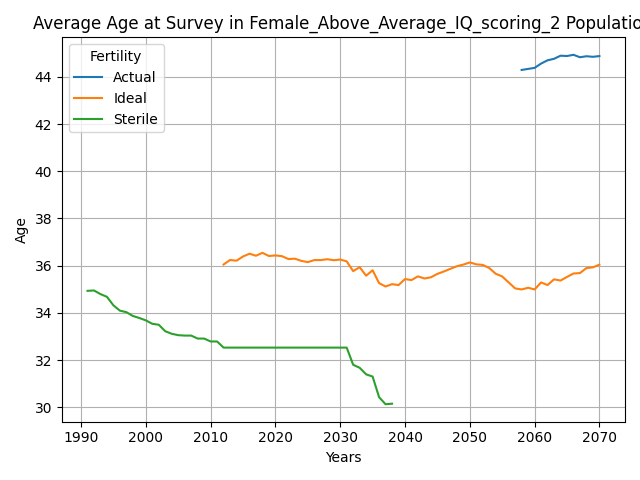 Average Age at Survey in Female_Above_Average_IQ_scoring_2 Populatio
Fertility
Actual
Ideal
Sterile
Age
44
42
40
38
36
34
32
30
1990 2000 2010 2020 2030 2040 2050 2060 2070
Years